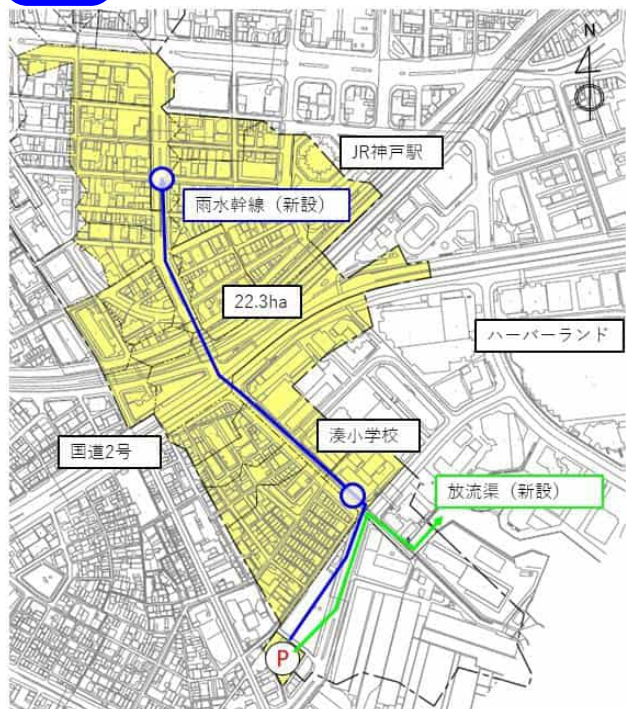 N
JR神戸駅
雨水幹線（新設）
22.3ha
ハーバーランド
湊小学校
国道2号
放流渠（新設）
P